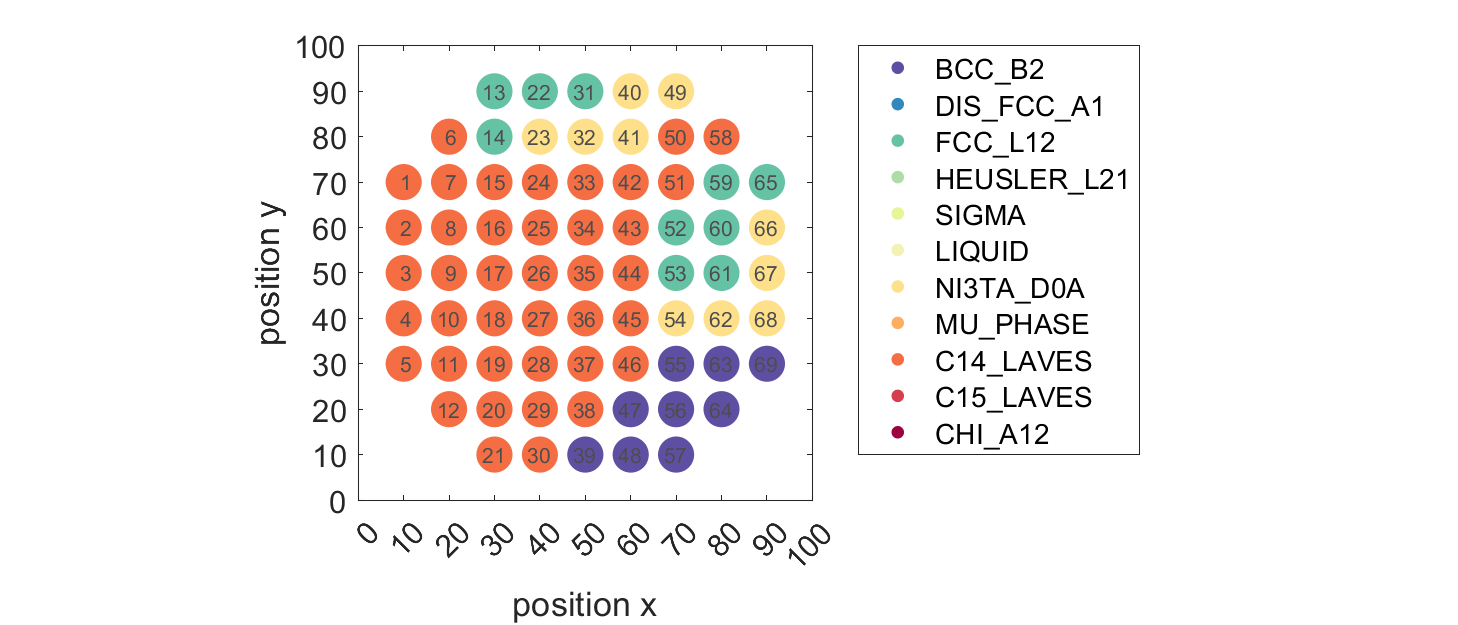 100
90 13 22 31 40 49
80 6 14 23 32 41 50 58
70 1 7 15 24 33 42 51 59 65
60 2 8 16 25 34 43 52 60 66
50 3 9 17 26 35 44 53 61 67
40 4 10 18 27 36 45 54 62 68
30 5 11 19 28 37 46 55 63 69
20 12 20 29 38 47 56 64
10 21 30 39 48 57
0
position y
0 10 20 30 40 50 60 70 80 90 100
position x
BCC_B2
DIS_FCC_A1
FCC_L12
HEUSLER_L21
SIGMA
LIQUID
NI3TA_D0A
MU_PHASE
C14_LAVES
C15_LAVES
CHI_A12